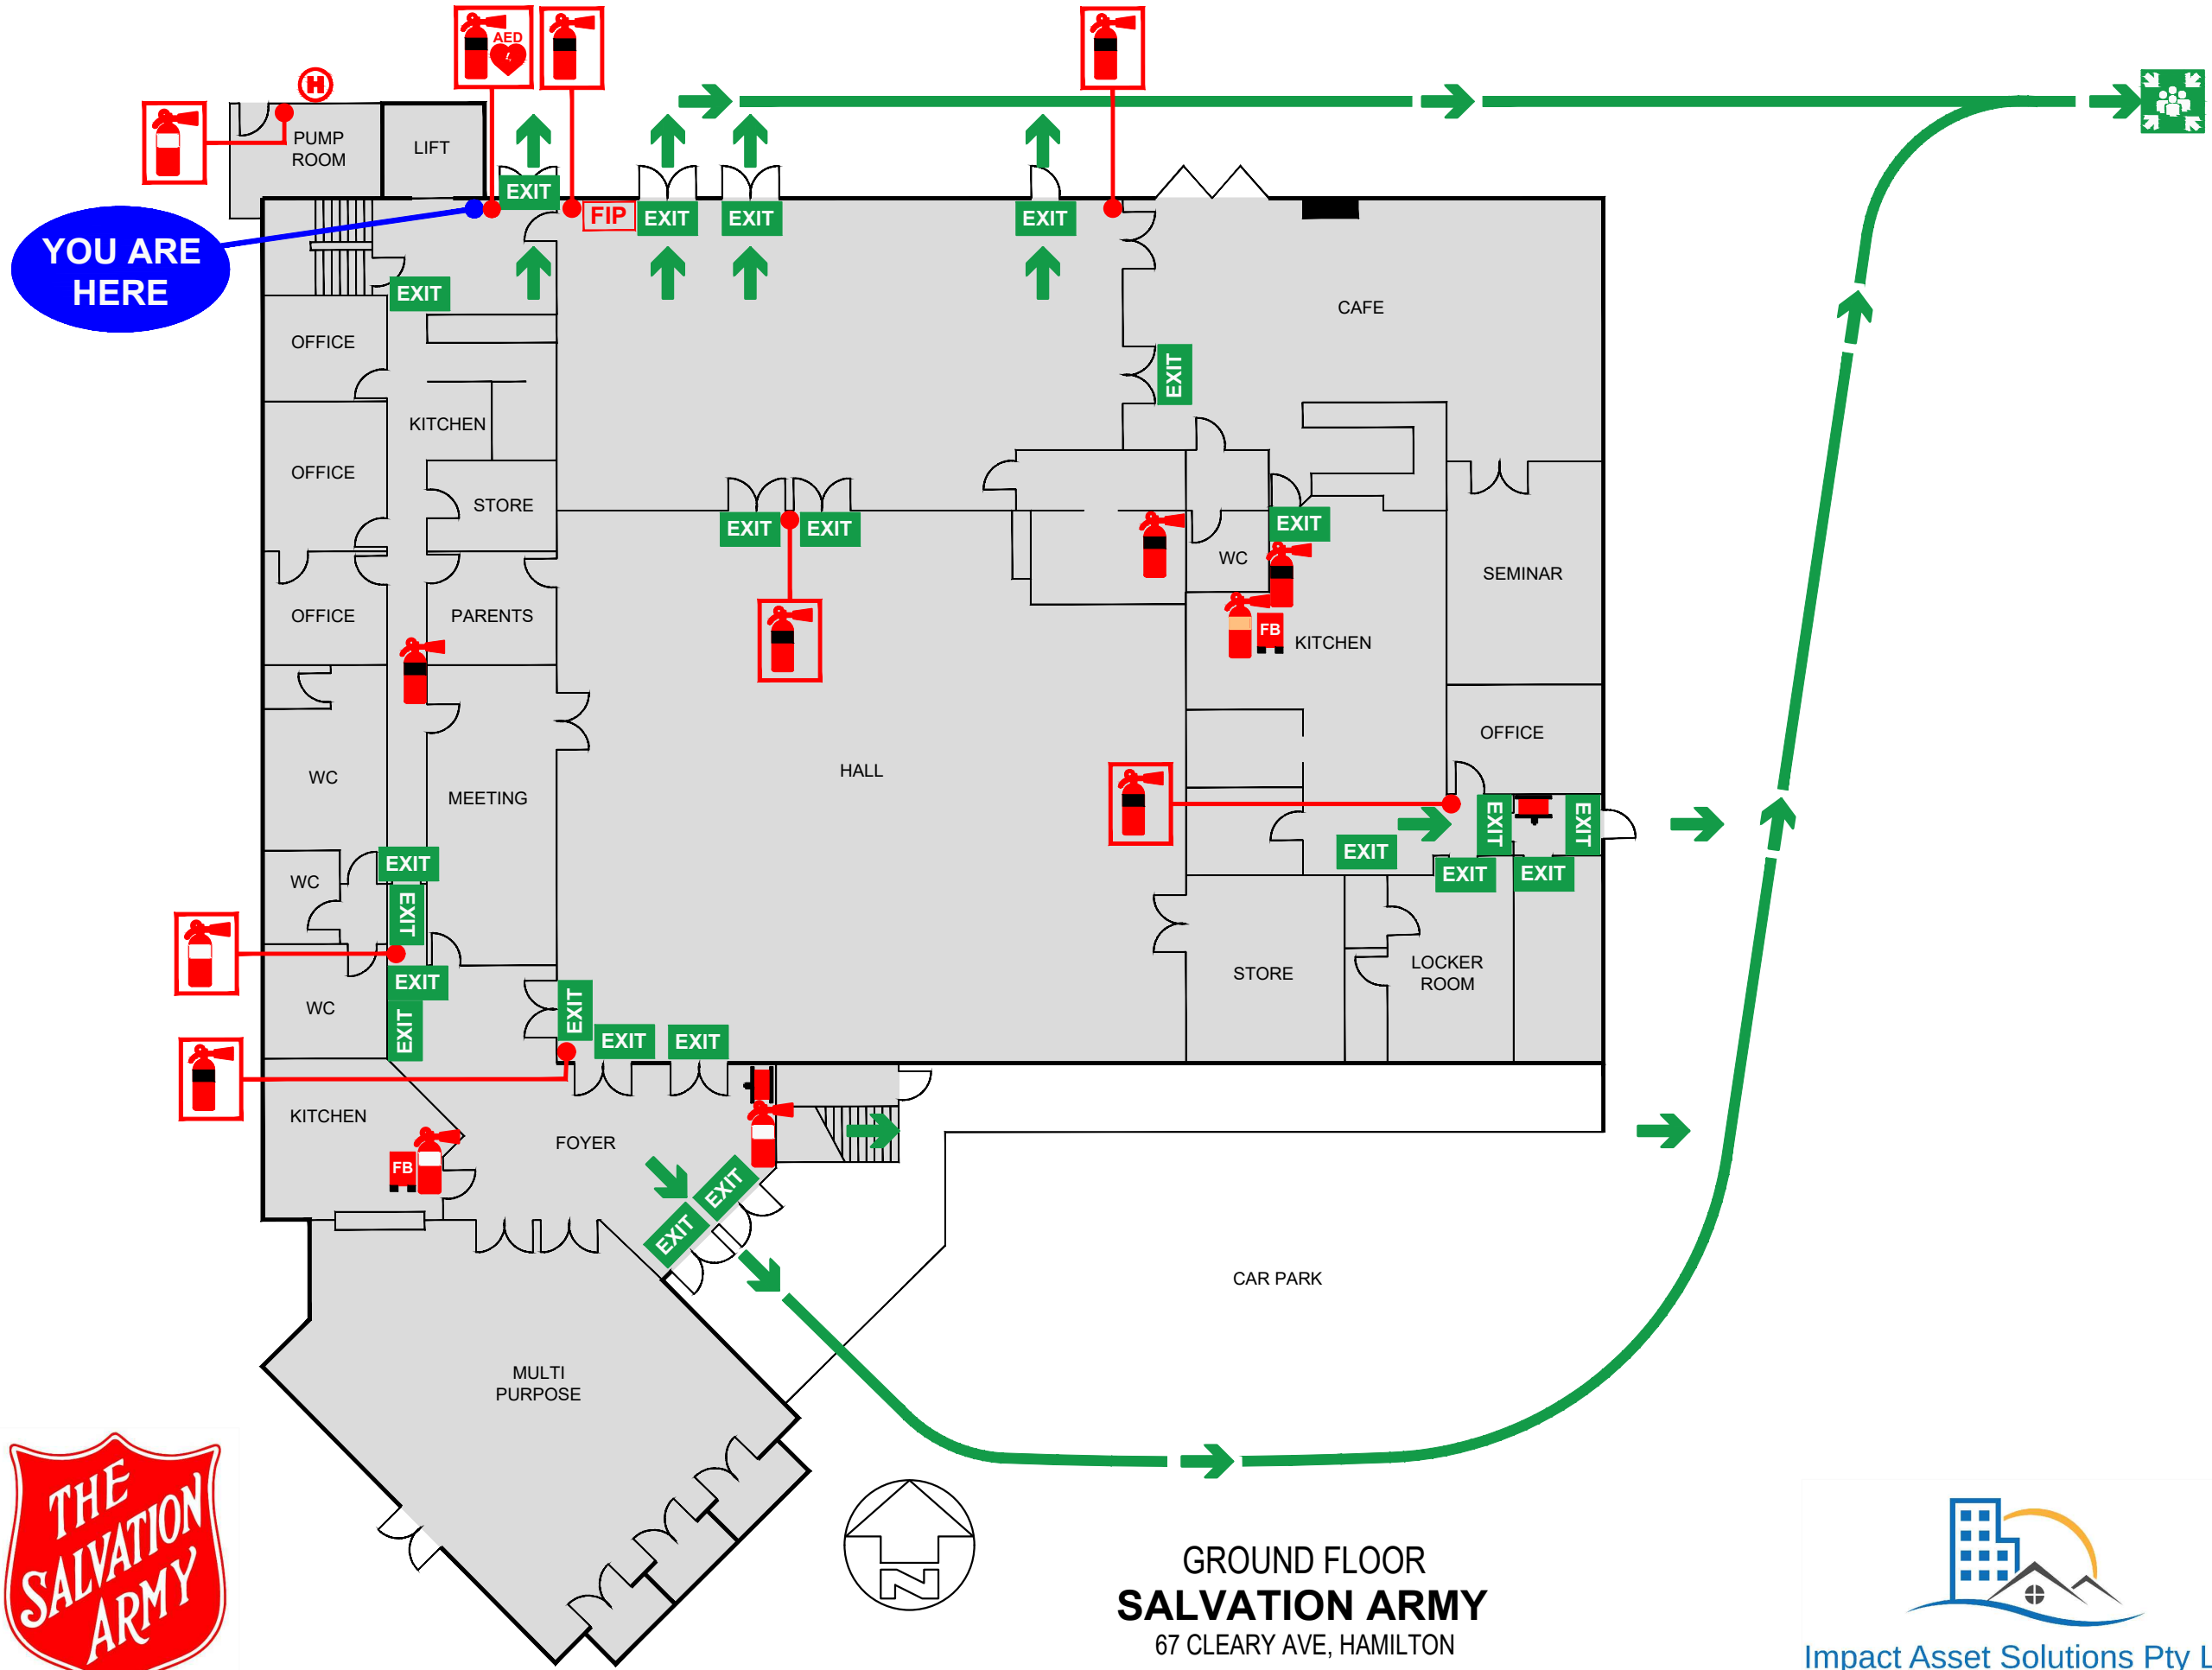 AED
H
PUMP
ROOM
LIFT
EXIT
FIP
EXIT
EXIT
EXIT
YOU ARE
HERE
EXIT
CAFE
OFFICE
EXIT
KITCHEN
OFFICE
STORE
EXIT
EXIT
EXIT
WC
SEMINAR
OFFICE
PARENTS
FB
KITCHEN
OFFICE
WC
MEETING
HALL
EXIT
EXIT
EXIT
EXIT
EXIT
EXIT
WC
EXIT
EXIT
STORE
LOCKER
ROOM
EXIT
WC
EXIT
EXIT
EXIT
EXIT
KITCHEN
FOYER
FB
EXIT
EXIT
CAR PARK
MULTI
PURPOSE
THE
SALVATION
ARMY
N
GROUND FLOOR
SALVATION ARMY
67 CLEARY AVE, HAMILTON
Impact Asset Solutions Pty L